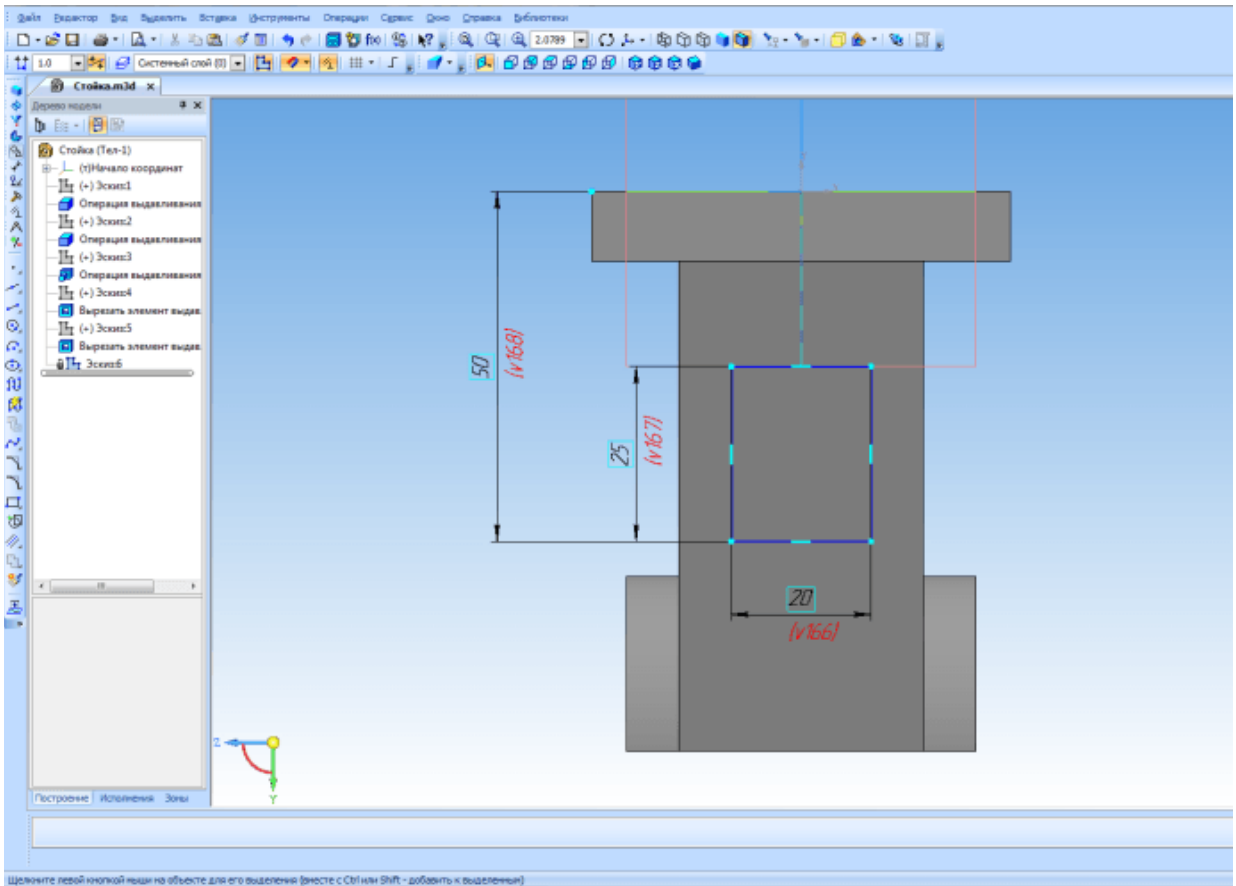 Файл Редактор Вид Выделить Вставка Инструменты Операции Сервис Окно Справка Библиотеки
2.0789
1.0 Системный слой (0)
Стойка.m3d
Дерево модели
Стойка (Тел-1)
(т)Начало координат
(+) Эскиз:1
Операция выдавливания
(+) Эскиз:2
Операция выдавливания
(+) Эскиз:3
Операция выдавливания
(+) Эскиз:4
Вырезать элемент выдав
(+) Эскиз:5
Вырезать элемент выдав
Эскиз:6
50
(v168)
25
(v167)
20
(v166)
Z
Y
Построение Исполнения Зоны
Щелкните левой кнопкой мыши на объекте для его выделения (вместе с Ctrl или Shift - добавить к выделенным)